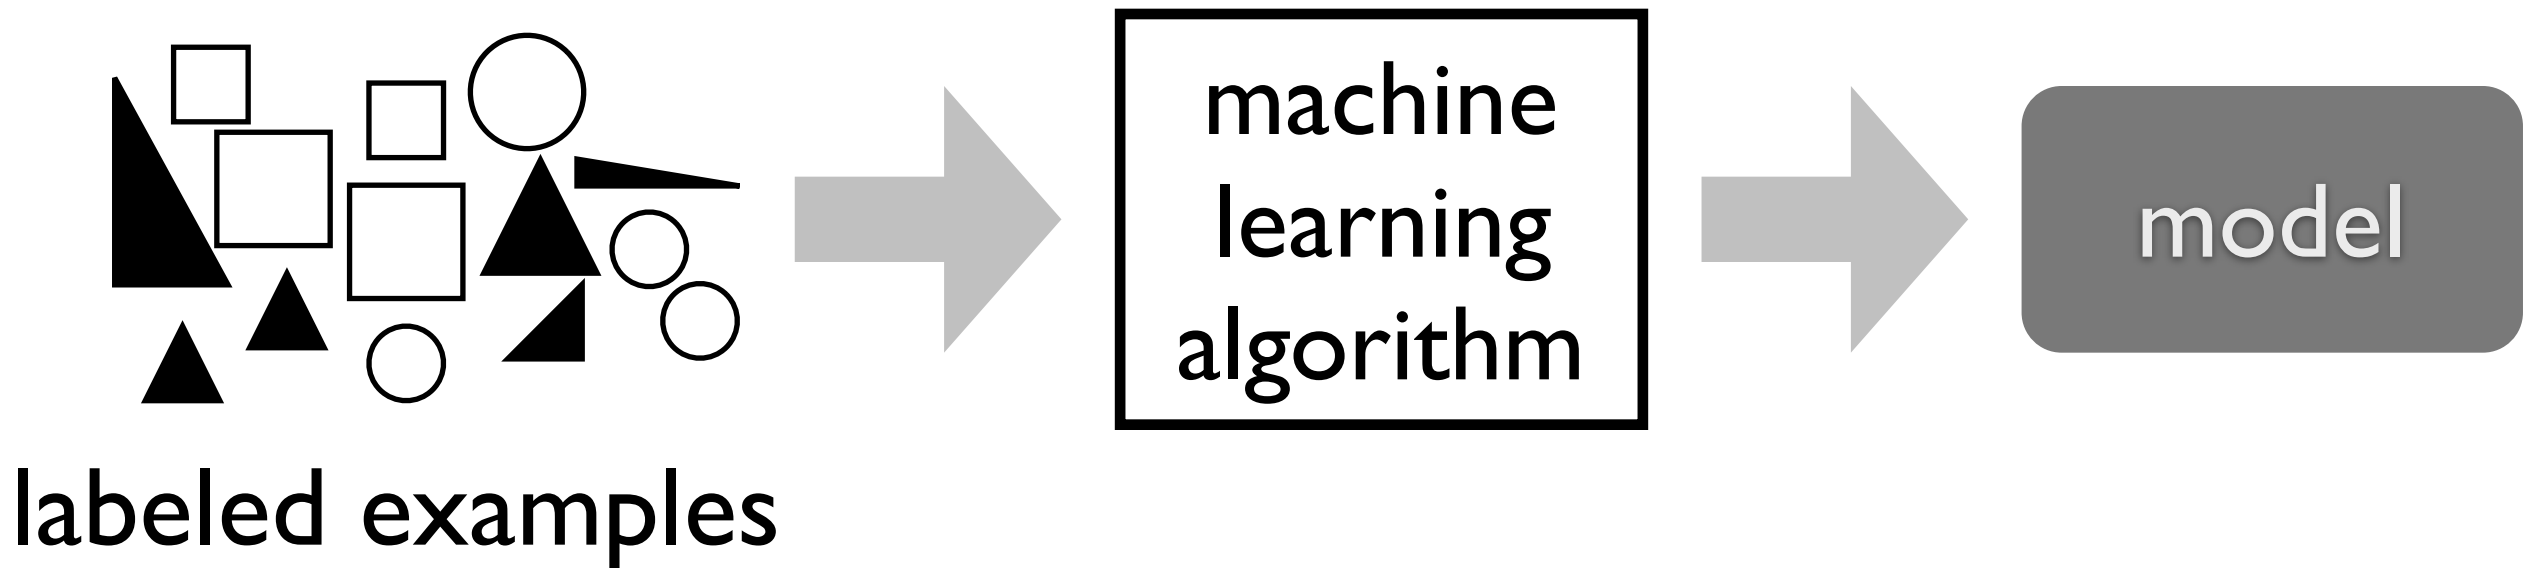 machine
learning
algorithm
model
labeled examples